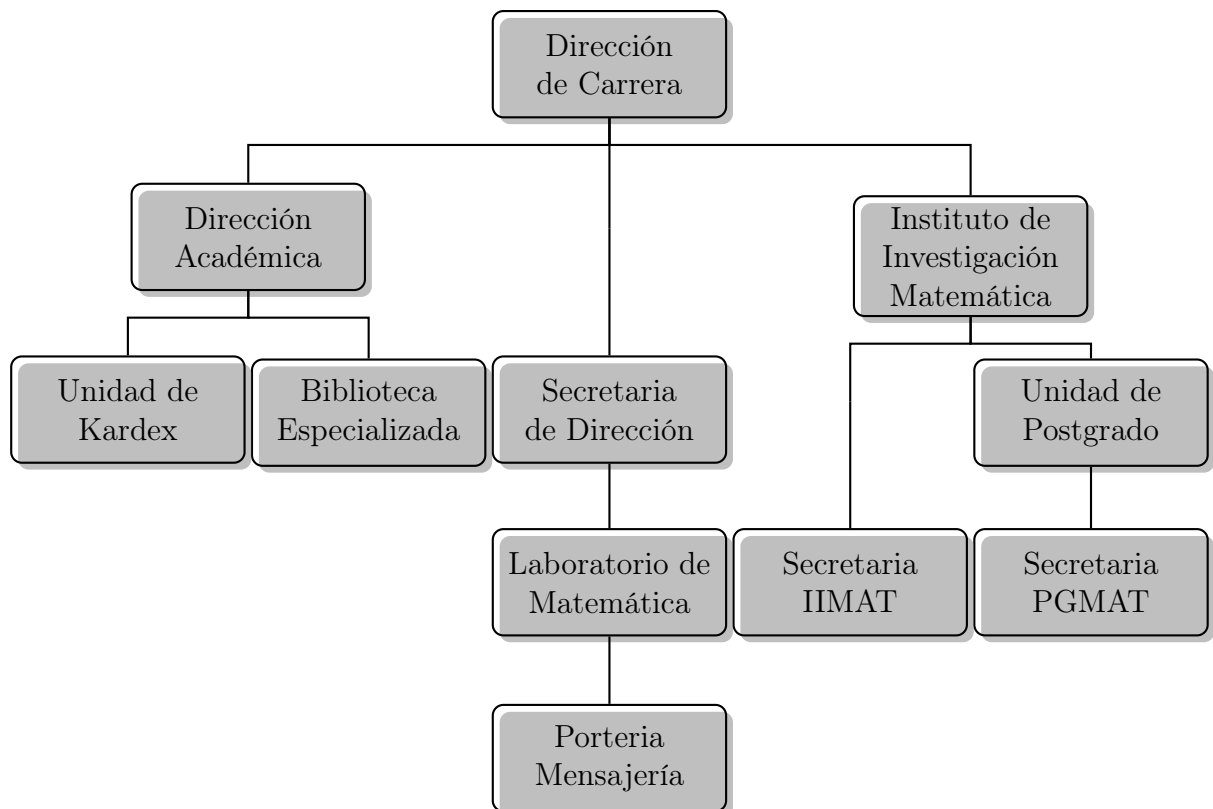 Dirección
de Carrera
Dirección
Académica
Instituto de
Investigación
Matemática
Unidad de
Kardex
Biblioteca
Especializada
Secretaria
de Dirección
Unidad de
Postgrado
Laboratorio de
Matemática
Secretaria
IIMAT
Secretaria
PGMAT
Porteria
Mensajería